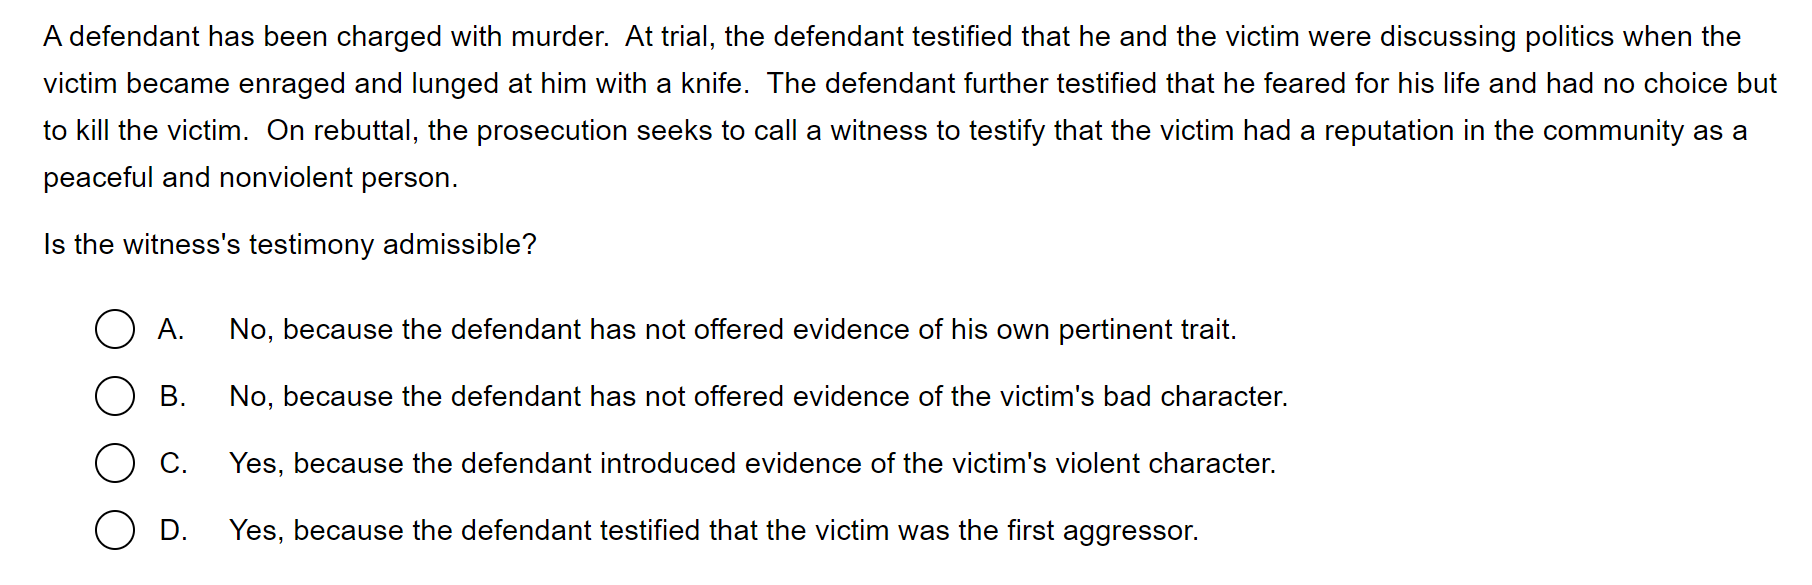 A defendant has been charged with murder.  At trial, the defendant testified that he and the victim were discussing politics when the
victim became enraged and lunged at him with a knife.  The defendant further testified that he feared for his life and had no choice but
to kill the victim.  On rebuttal, the prosecution seeks to call a witness to testify that the victim had a reputation in the community as a
peaceful and nonviolent person.
Is the witness's testimony admissible?
A. No, because the defendant has not offered evidence of his own pertinent trait.
B. No, because the defendant has not offered evidence of the victim's bad character.
C. Yes, because the defendant introduced evidence of the victim's violent character.
D. Yes, because the defendant testified that the victim was the first aggressor.